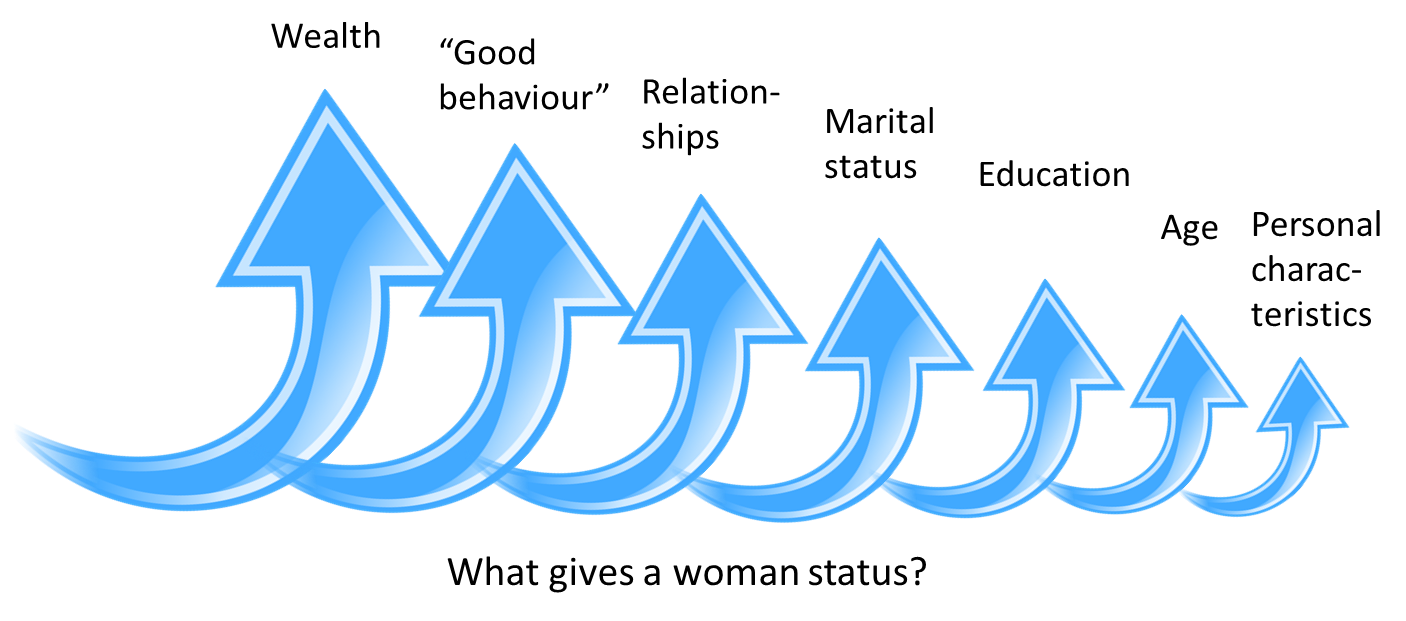 Wealth
“Good
behaviour”
Relation-
ships
Marital
status
Education
Age
Personal
charac-
teristics
What gives a woman status?